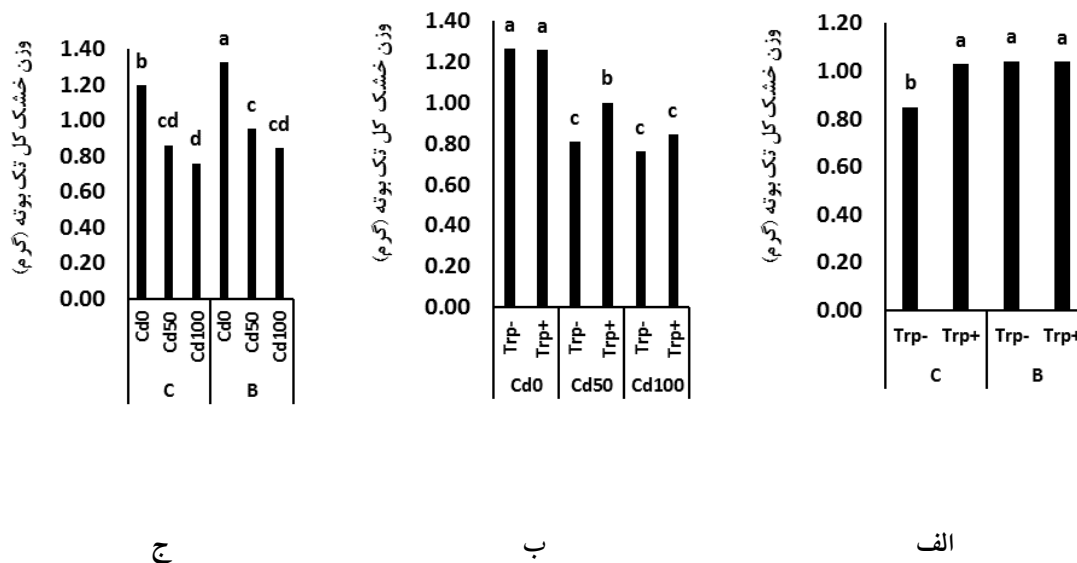 وزن خشک کل تک بوته (گرم)
1.40
1.20
1.00
0.80
0.60
0.40
0.20
0.00
b cd d a c cd
Cd0 Cd50 Cd100 Cd0 Cd50 Cd100
C B
ج
وزن خشک کل تک بوته (گرم)
1.40
1.20
1.00
0.80
0.60
0.40
0.20
0.00
a a c b c c
Trp- Trp+ Trp- Trp+ Trp- Trp+
Cd0 Cd50 Cd100
ب
وزن خشک کل تک بوته (گرم)
1.20
1.00
0.80
0.60
0.40
0.20
0.00
b a a a
Trp- Trp+ Trp- Trp+
C B
الف